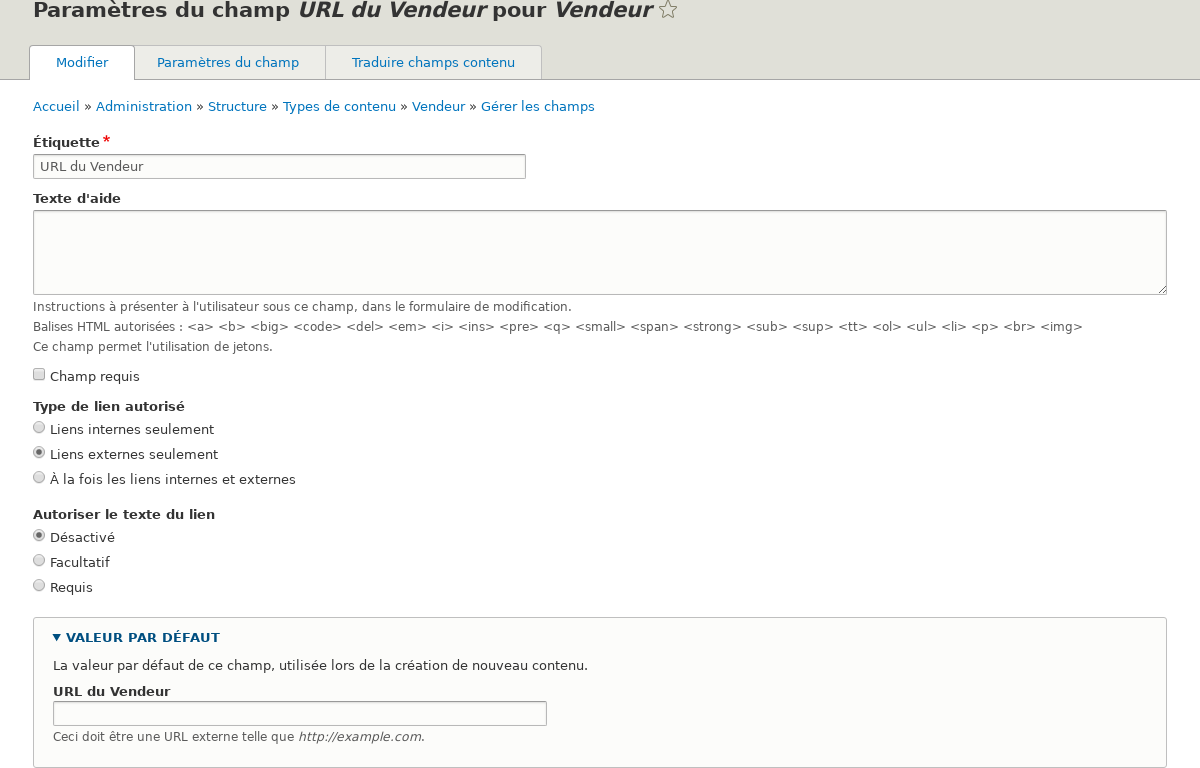 Paramètres du champ URL du Vendeur pour Vendeur
Modifier
Paramètres du champ
Traduire champs contenu
Accueil » Administration » Structure » Types de contenu » Vendeur » Gérer les champs
Étiquette *
URL du Vendeur
Texte d'aide
Instructions à présenter à l'utilisateur sous ce champ, dans le formulaire de modification.
Balises HTML autorisées : <a> <b> <big> <code> <del> <em> <i> <ins> <pre> <q> <small> <span> <strong> <sub> <sup> <tt> <ol> <ul> <li> <p> <br> <img>
Ce champ permet l'utilisation de jetons.
Champ requis
Type de lien autorisé
Liens internes seulement
Liens externes seulement
À la fois les liens internes et externes
Autoriser le texte du lien
Désactivé
Facultatif
Requis
VALEUR PAR DÉFAUT
La valeur par défaut de ce champ, utilisée lors de la création de nouveau contenu.
URL du Vendeur
Ceci doit être une URL externe telle que http://example.com.